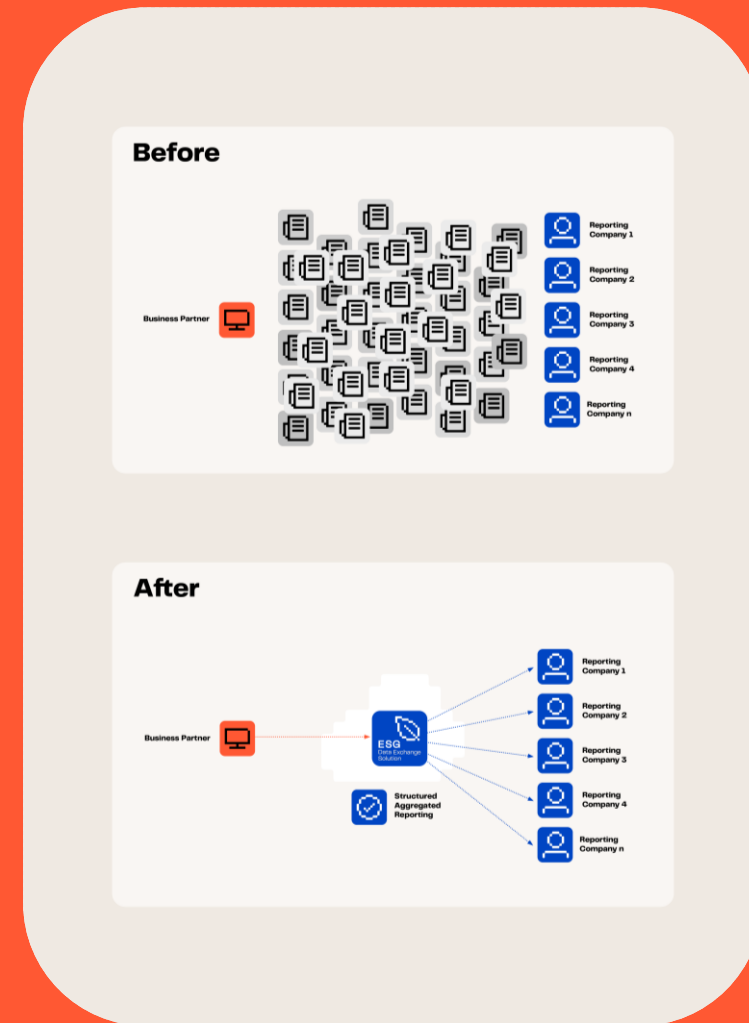 Before
Reporting
Company 1
Reporting
Company 2
Business Partner
Reporting
Company 3
Reporting
Company 4
Reporting
Company n
After
Reporting
Company 1
Reporting
Company 2
Business Partner
ESG
Data Exchange
Solution
Reporting
Company 3
Structured
Aggregated
Reporting
Reporting
Company 4
Reporting
Company n